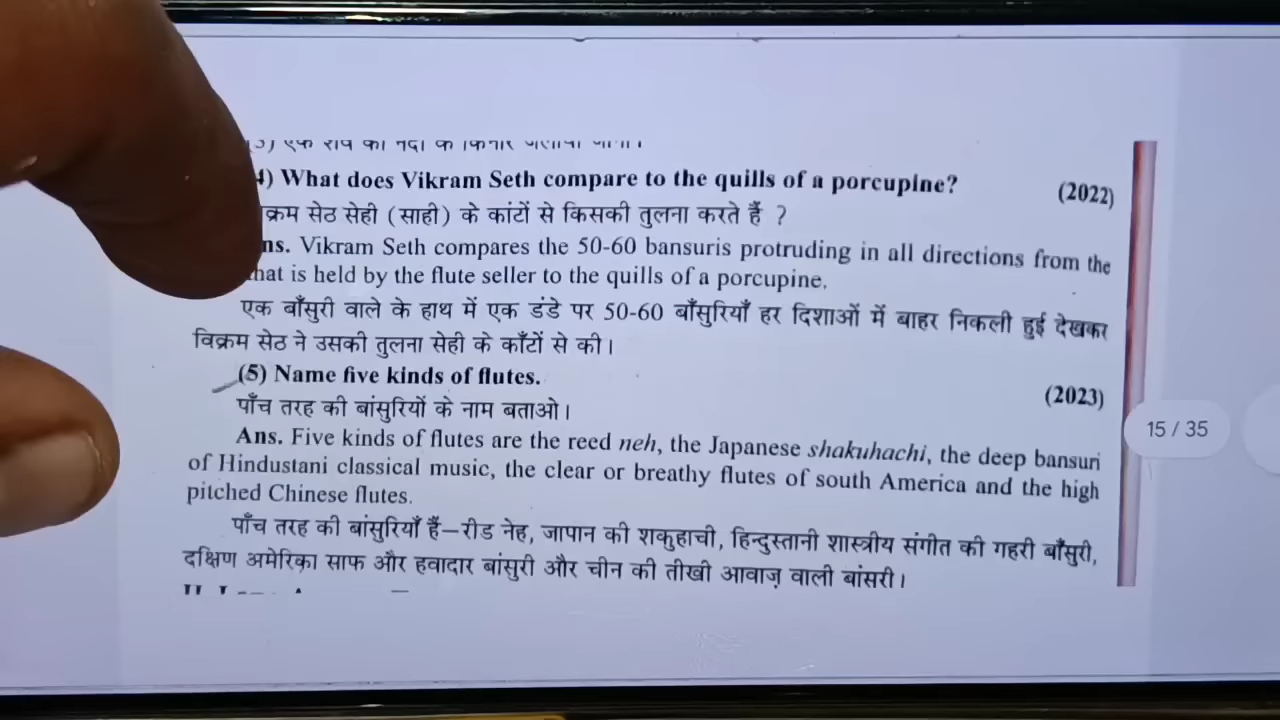 एक शव को नदी के किनारे जलाया जाना।
4) What does Vikram Seth compare to the quills of a porcupine? (2022)
क्रम सेठ सेही (साही) के कांटों से किसकी तुलना करते हैं ?
ns. Vikram Seth compares the 50-60 bansuris protruding in all directions from the
hat is held by the flute seller to the quills of a porcupine.
एक बाँसुरी वाले के हाथ में एक डंडे पर 50-60 बाँसुरियाँ हर दिशाओं में बाहर निकली हुई देखकर
विक्रम सेठ ने उसकी तुलना सेही के काँटों से की।
(5) Name five kinds of flutes. (2023)
पाँच तरह की बांसुरियों के नाम बताओ।
Ans. Five kinds of flutes are the reed neh, the Japanese shakuhachi, the deep bansuri
of Hindustani classical music, the clear or breathy flutes of south America and the high
pitched Chinese flutes.
पाँच तरह की बांसुरियाँ हैं–रीड नेह, जापान की शकुहाची, हिन्दुस्तानी शास्त्रीय संगीत की गहरी बाँसुरी,
दक्षिण अमेरिका साफ और हवादार बांसुरी और चीन की तीखी आवाज़ वाली बांसरी।
15 / 35